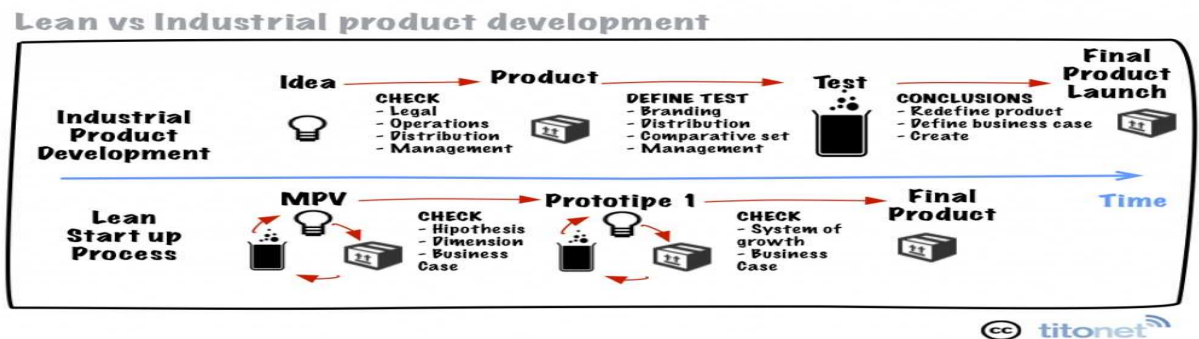 Lean vs Industrial product development
Industrial
Product
Development
Idea
CHECK
- Legal
- Operations
- Distribution
- Management
Product
DEFINE TEST
- Branding
- Distribution
- Comparative set
- Management
Test
CONCLUSIONS
- Redefine product
- Define business case
- Create
Final
Product
Launch
Time
Lean
Start up
Process
MPV
CHECK
- Hipothesis
- Dimension
- Business
Case
Prototipe 1
CHECK
- System of
growth
- Business
Case
Final
Product
cc titonet